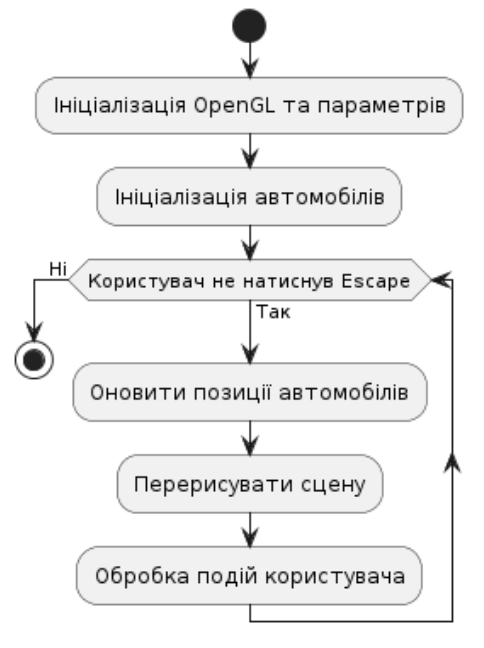 Ініціалізація OpenGL та параметрів
Ініціалізація автомобілів
Ні
Користувач не натиснув Escape
Так
Оновити позиції автомобілів
Перерисувати сцену
Обробка подій користувача